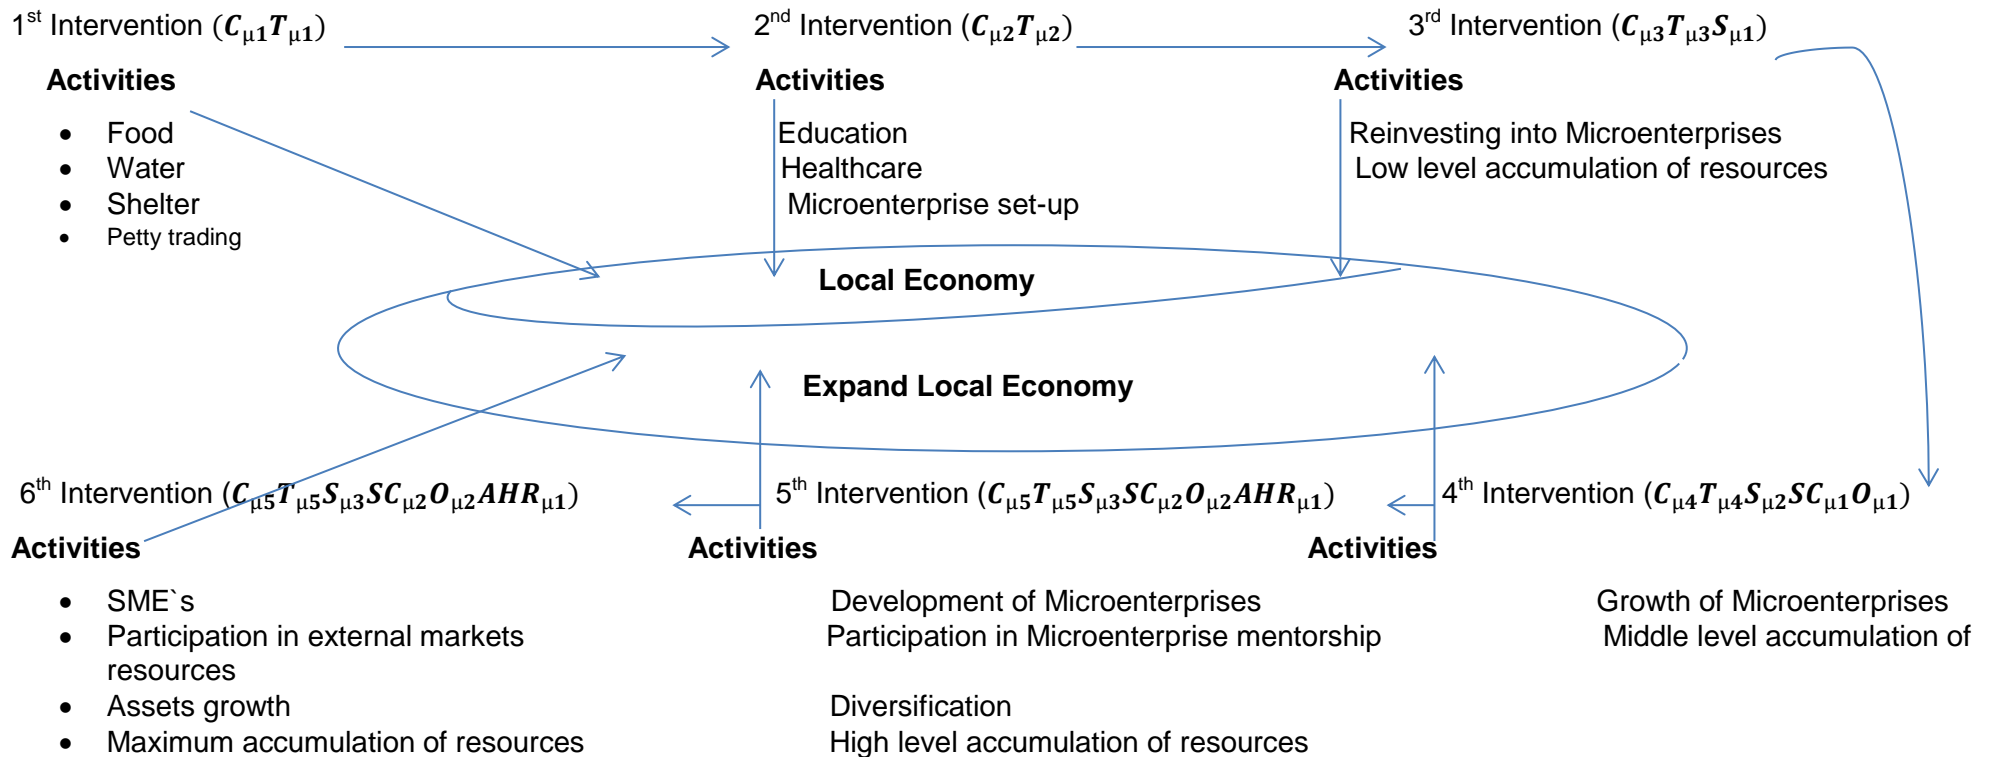 1st Intervention (Cμ1Tμ1) 2nd Intervention (Cμ2Tμ2) 3rd Intervention (Cμ3Tμ3Sμ1)
Activities Activities Activities
• Food Education Reinvesting into Microenterprises
• Water Healthcare Low level accumulation of resources
• Shelter Microenterprise set-up
• Petty trading
Local Economy
Expand Local Economy
6th Intervention (Cμ5Tμ5Sμ3SCμ2Oμ2AHRμ1) 5th Intervention (Cμ5Tμ5Sμ3SCμ2Oμ2AHRμ1) 4th Intervention (Cμ4Tμ4Sμ2SCμ1Oμ1)
Activities Activities Activities
• SME`s Development of Microenterprises Growth of Microenterprises
• Participation in external markets Participation in Microenterprise mentorship Middle level accumulation of
resources
• Assets growth Diversification
• Maximum accumulation of resources High level accumulation of resources